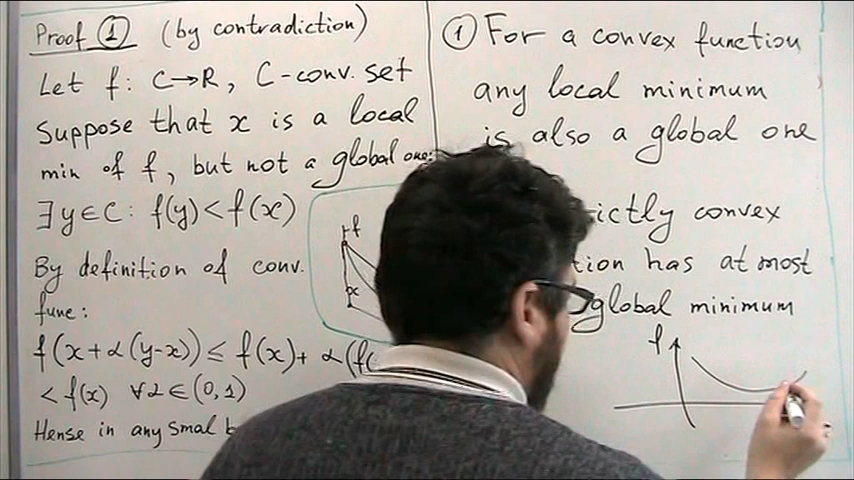 Proof ① (by contradiction)
Let f: C→R, C-conv. set
Suppose that x is a local
min of f, but not a global one:
∃y∈C: f(y)<f(x)
By definition of conv.
func:
f(x+α(y-x)) ≤ f(x)+ α(f(
<f(x) ∀α∈(0,1)
Hense in any smal
f
x
① For a convex function
any local minimum
is also a global one
convex
has at most
global minimum
f